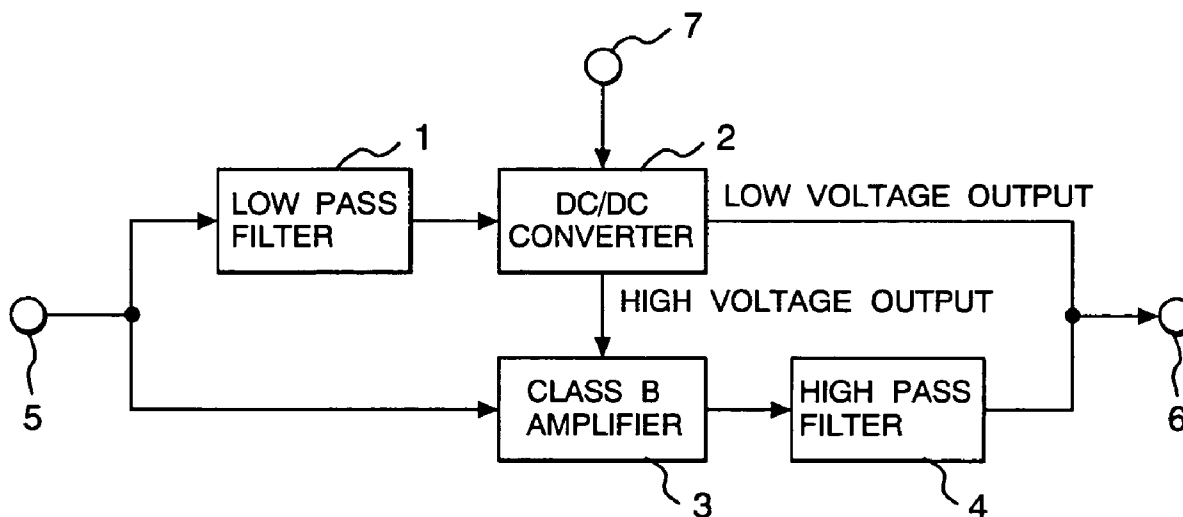 7
1
2
LOW PASS
FILTER
DC/DC
CONVERTER
LOW VOLTAGE OUTPUT
HIGH VOLTAGE OUTPUT
5
CLASS B
AMPLIFIER
HIGH PASS
FILTER
6
3
4